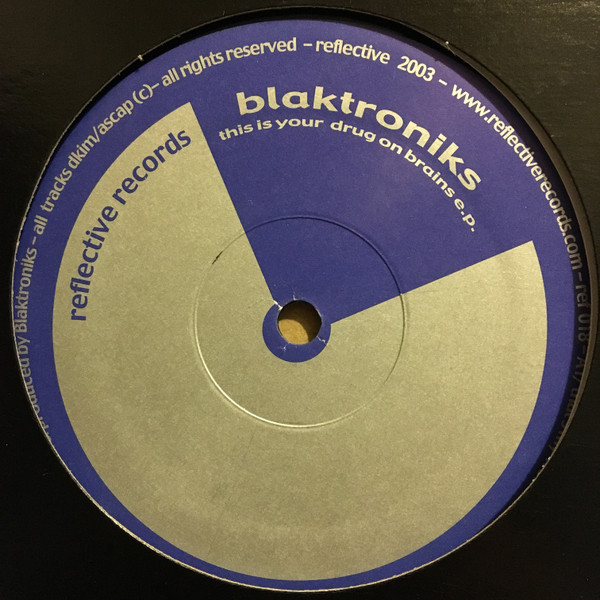 blaktroniks
this is your drug on brains e.p.
reflective records
produced by Blaktroniks – all tracks dkim/ascap (c)– all rights reserved – reflective 2003 – www.reflectiverecords.com – ref 018 –